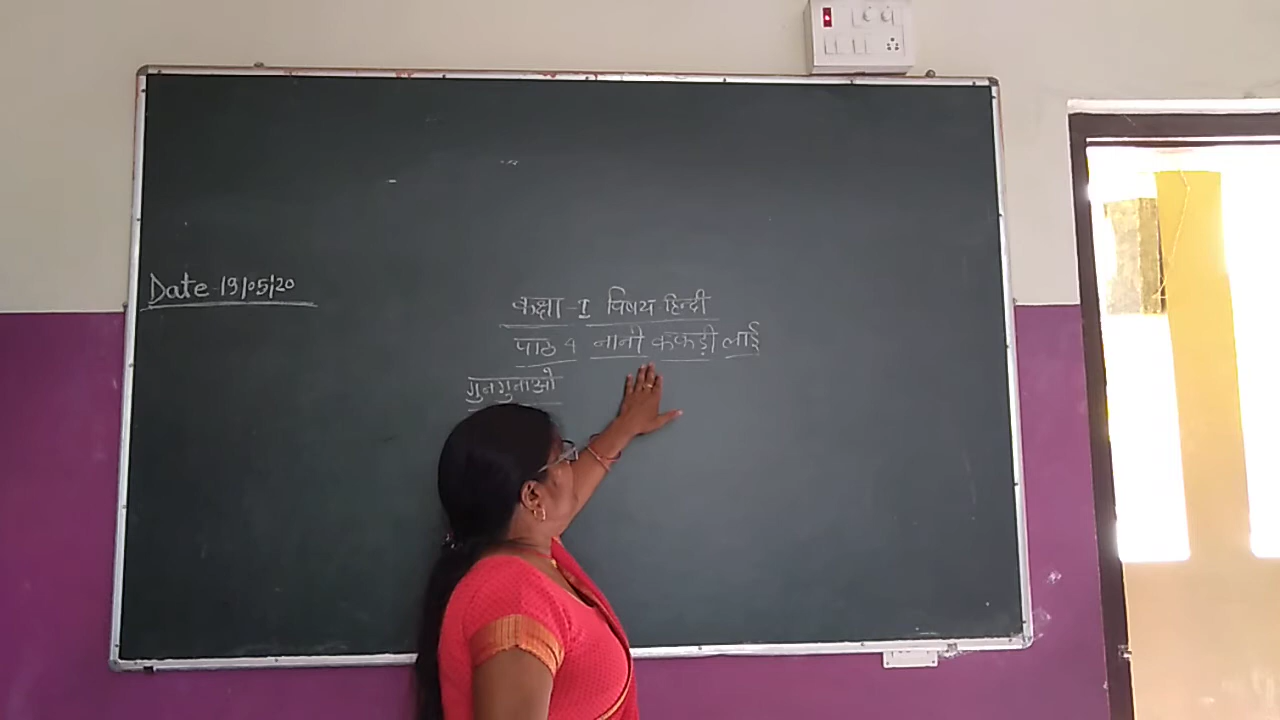 Date 19/05/20
कक्षा - I विषय हिन्दी
पाठ 4 नानी ककड़ी लाई
गुनगुनाओ